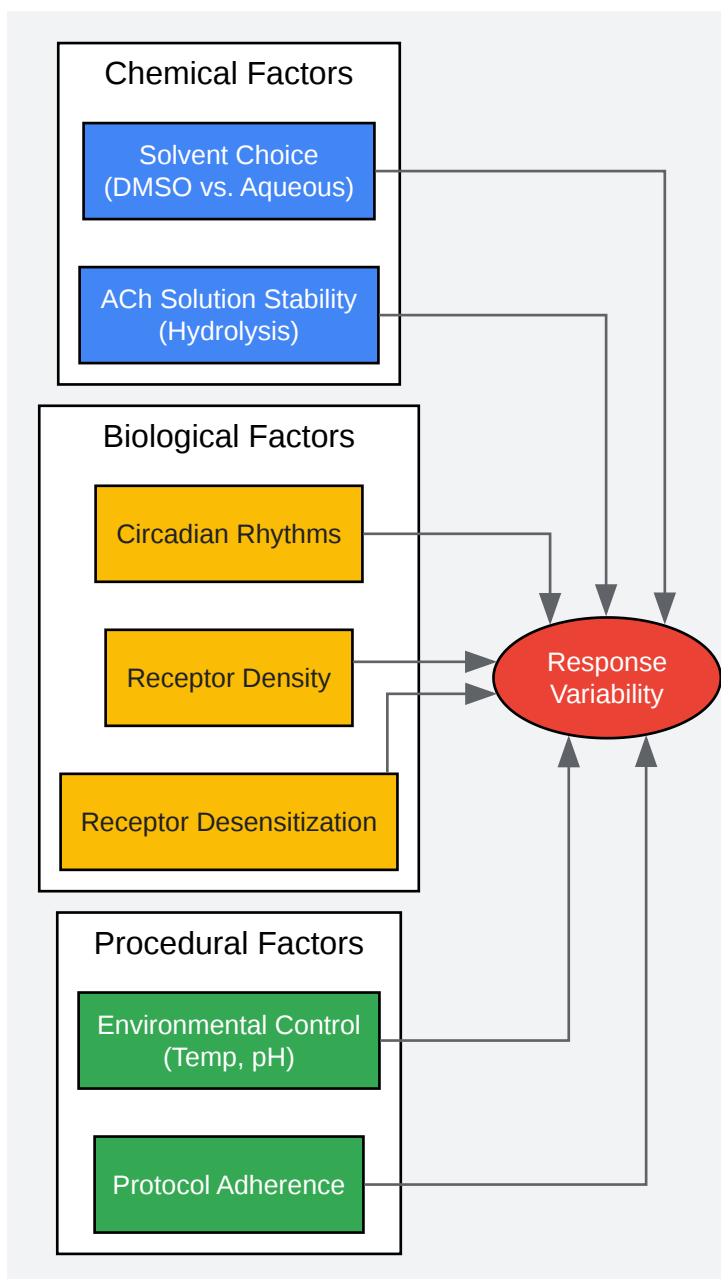 Chemical Factors
Solvent Choice
(DMSO vs. Aqueous)
ACh Solution Stability
(Hydrolysis)
Biological Factors
Circadian Rhythms
Receptor Density
Receptor Desensitization
Response
Variability
Procedural Factors
Environmental Control
(Temp, pH)
Protocol Adherence